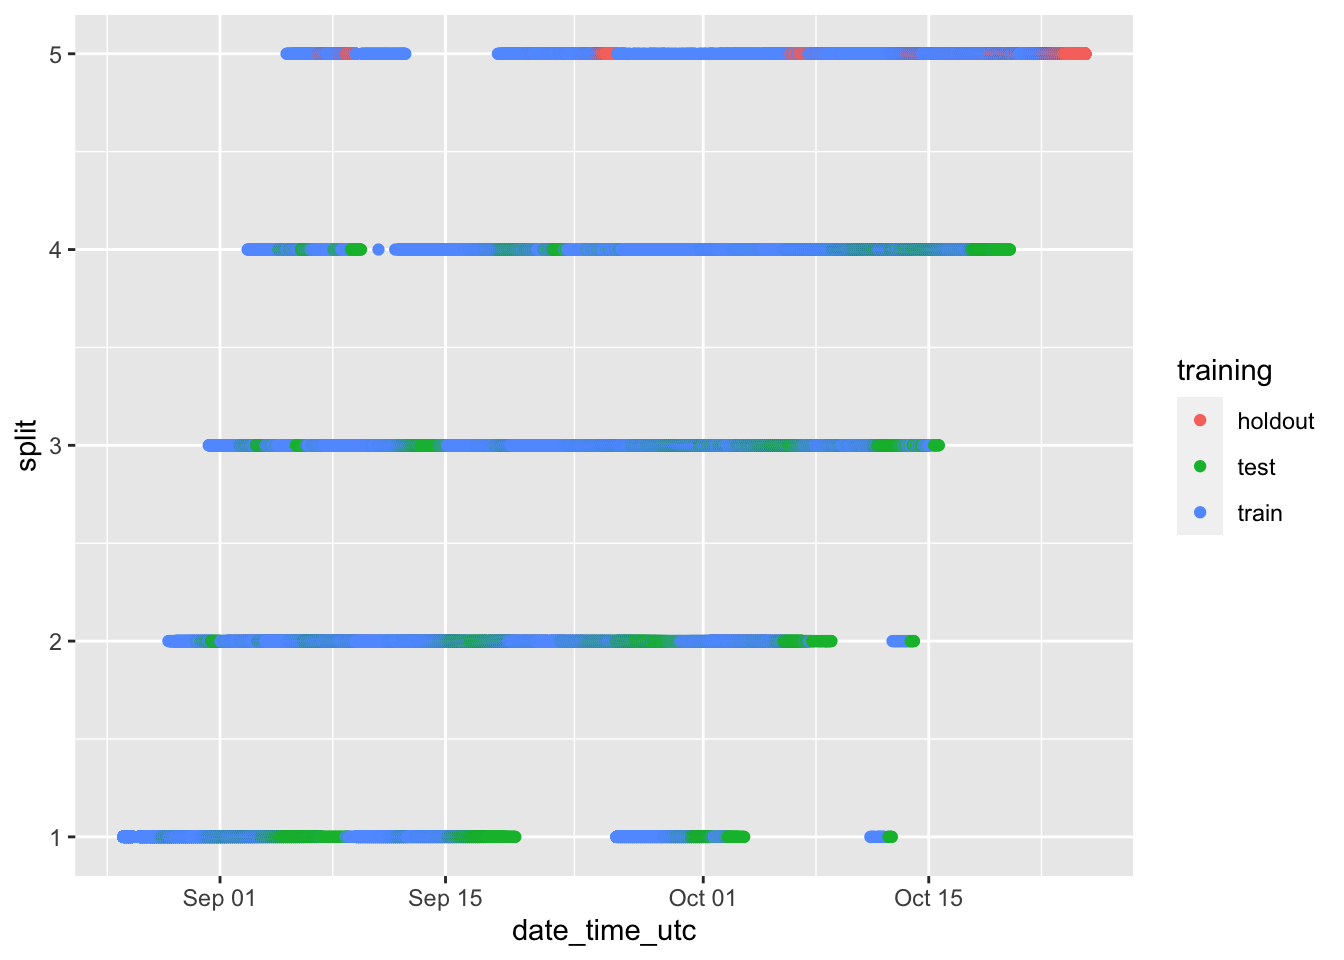 5
4
3
2
1
split
Sep 01
Sep 15
Oct 01
Oct 15
date_time_utc
training
holdout
test
train